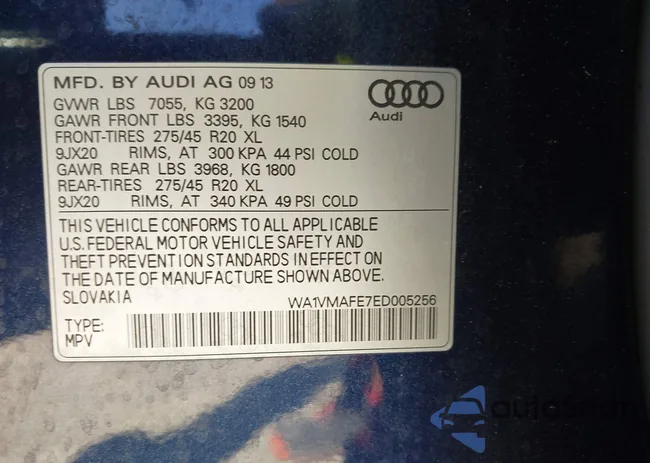 MFD. BY AUDI AG 09 13
GVWR LBS 7055, KG 3200
GAWR FRONT LBS 3395, KG 1540
FRONT-TIRES 275/45 R20 XL
9JX20 RIMS, AT 300 KPA 44 PSI COLD
GAWR REAR LBS 3968, KG 1800
REAR-TIRES 275/45 R20 XL
9JX20 RIMS, AT 340 KPA 49 PSI COLD
Audi
THIS VEHICLE CONFORMS TO ALL APPLICABLE
U.S. FEDERAL MOTOR VEHICLE SAFETY AND
THEFT PREVENTION STANDARDS IN EFFECT ON
THE DATE OF MANUFACTURE SHOWN ABOVE.
SLOVAKIA WA1VMAFE7ED005256
TYPE:
MPV